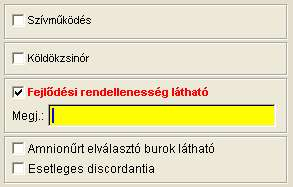 Szívműködés
Köldökzsinór
Fejlődési rendellenesség látható
Megj.:
Amnionűrt elválasztó burok látható
Esetleges discordantia